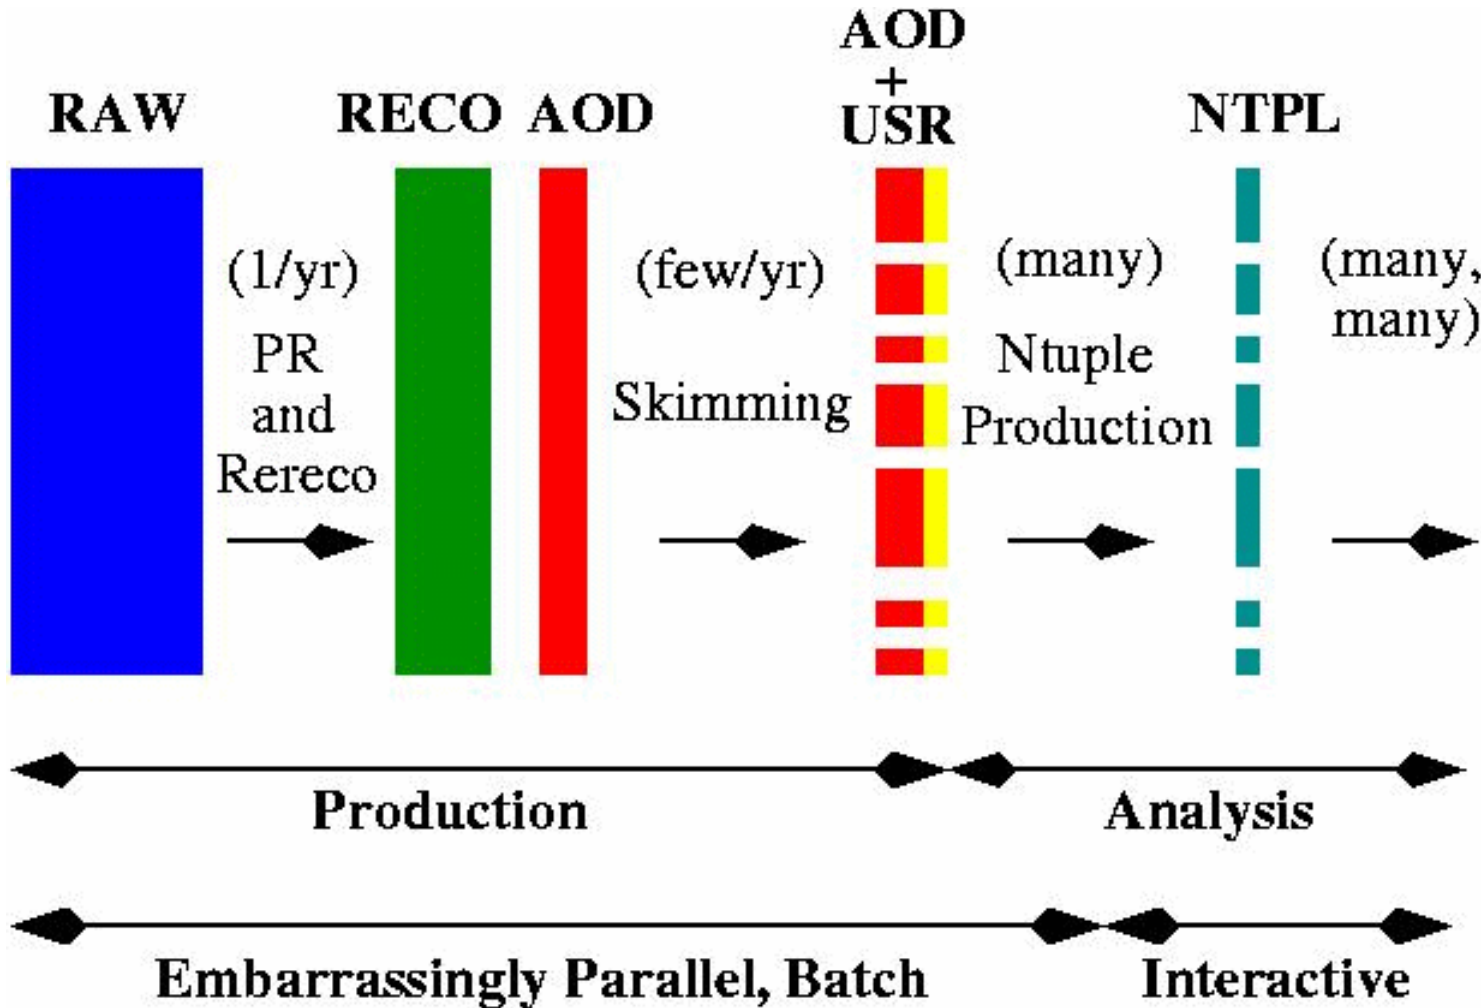 RAW
RECO
AOD
AOD
+
USR
NTPL
(1/yr)
PR
and
Rereco
(few/yr)
Skimming
(many)
Ntuple
Production
(many,
many)
Production
Analysis
Embarrassingly Parallel, Batch
Interactive